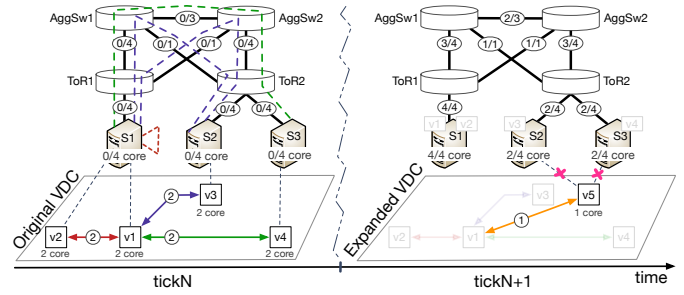 AggSw1 0/3 AggSw2
0/4 0/1 0/1 0/4
ToR1 ToR2
0/4 0/4 0/4
S1 S2 S3
0/4 core 0/4 core 0/4 core
Original VDC
2 v3
2 core
v2 2 v1 2 v4
2 core 2 core 2 core
tickN
AggSw1 2/3 AggSw2
3/4 1/1 1/1 3/4
ToR1 ToR2
4/4 2/4 2/4
v1 v2 v3 v4
S1 S2 S3
4/4 core 2/4 core 2/4 core
Expanded VDC
v3 v5
1 core
1
v2 v1 v4
tickN+1
time